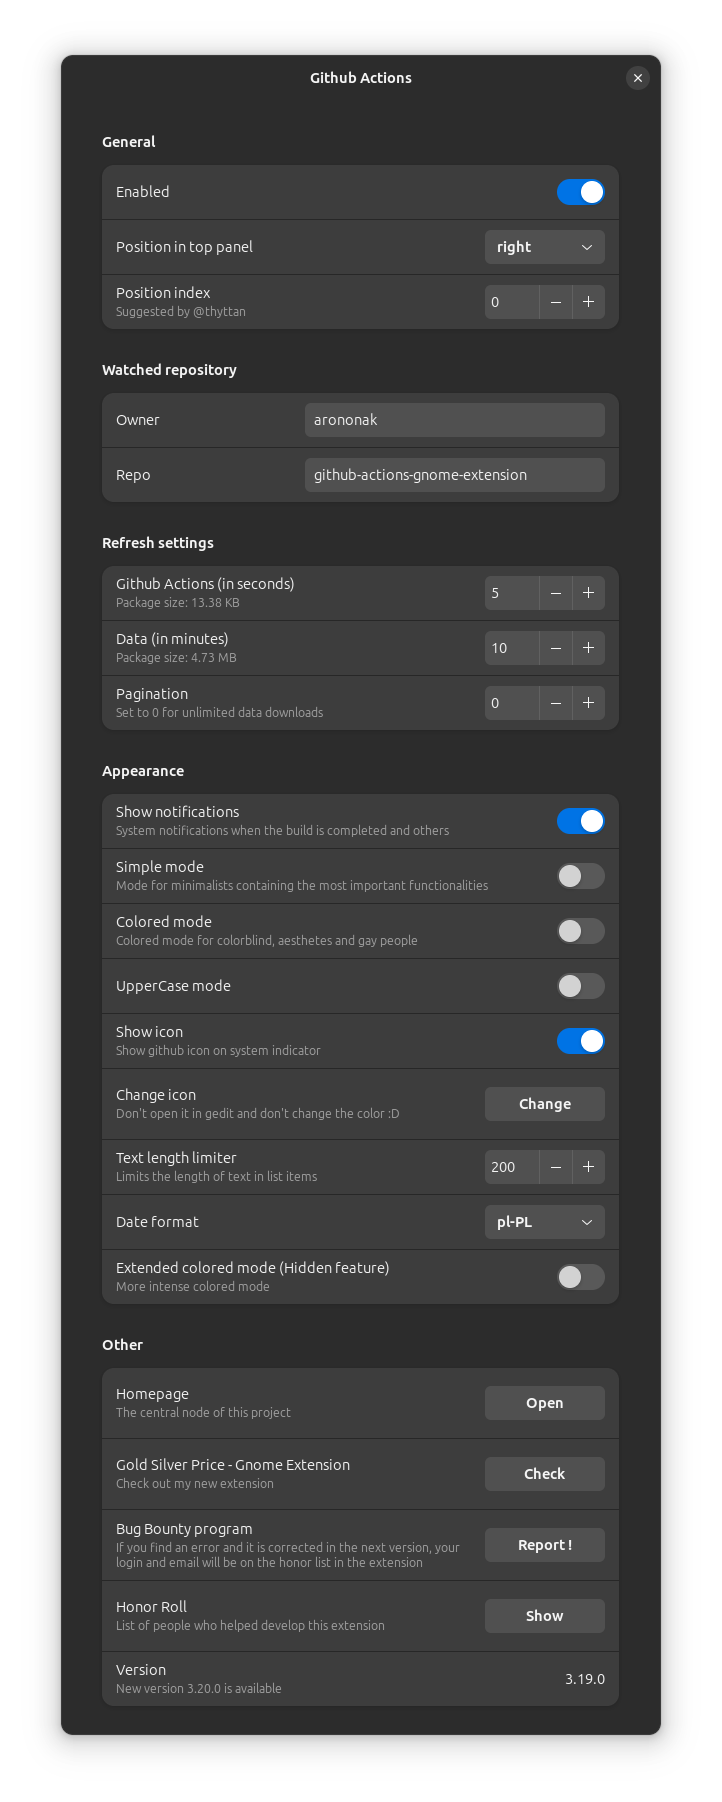 Github Actions
General
Enabled
Position in top panel
right
Position index
Suggested by @thyttan
0
Watched repository
Owner
arononak
Repo
github-actions-gnome-extension
Refresh settings
Github Actions (in seconds)
Package size: 13.38 KB
5
Data (in minutes)
Package size: 4.73 MB
10
Pagination
Set to 0 for unlimited data downloads
0
Appearance
Show notifications
System notifications when the build is completed and others
Simple mode
Mode for minimalists containing the most important functionalities
Colored mode
Colored mode for colorblind, aesthetes and gay people
UpperCase mode
Show icon
Show github icon on system indicator
Change icon
Don't open it in gedit and don't change the color :D
Change
Text length limiter
Limits the length of text in list items
200
Date format
pl-PL
Extended colored mode (Hidden feature)
More intense colored mode
Other
Homepage
The central node of this project
Open
Gold Silver Price - Gnome Extension
Check out my new extension
Check
Bug Bounty program
If you find an error and it is corrected in the next version, your
login and email will be on the honor list in the extension
Report !
Honor Roll
List of people who helped develop this extension
Show
Version
New version 3.20.0 is available
3.19.0